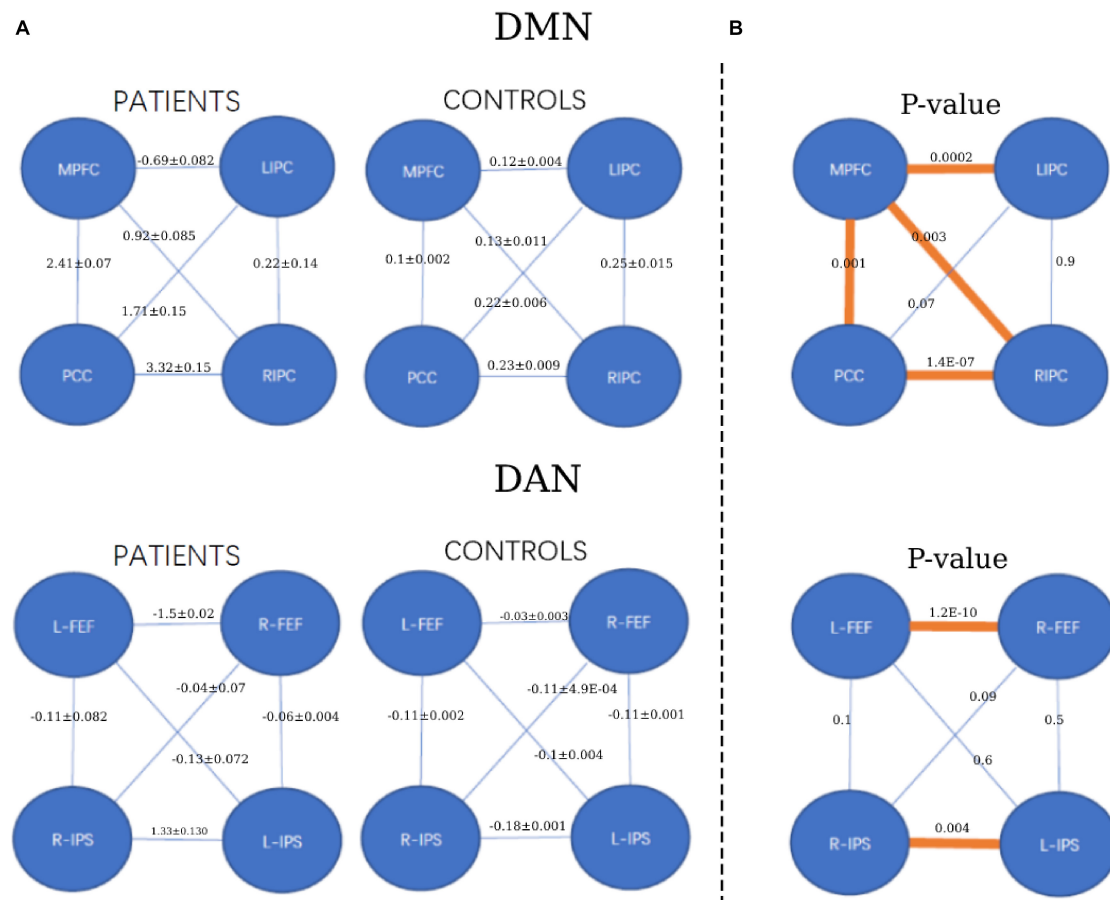 A
DMN
B
PATIENTS
CONTROLS
P-value
MPFC
-0.69±0.082
LIPC
MPFC
0.12±0.004
LIPC
MPFC
0.0002
LIPC
0.92±0.085
2.41±0.07
0.22±0.14
1.71±0.15
0.13±0.011
0.1±0.002
0.25±0.015
0.22±0.006
0.003
0.001
0.9
0.07
PCC
3.32±0.15
RIPC
PCC
0.23±0.009
RIPC
PCC
1.4E-07
RIPC
DAN
PATIENTS
CONTROLS
P-value
L-FEF
-1.5±0.02
R-FEF
L-FEF
-0.03±0.003
R-FEF
L-FEF
1.2E-10
R-FEF
-0.04±0.07
-0.11±0.082
-0.06±0.004
-0.13±0.072
-0.11±4.9E-04
-0.11±0.002
-0.11±0.001
-0.1±0.004
0.09
0.1
0.5
0.6
R-IPS
1.33±0.130
L-IPS
R-IPS
-0.18±0.001
L-IPS
R-IPS
0.004
L-IPS